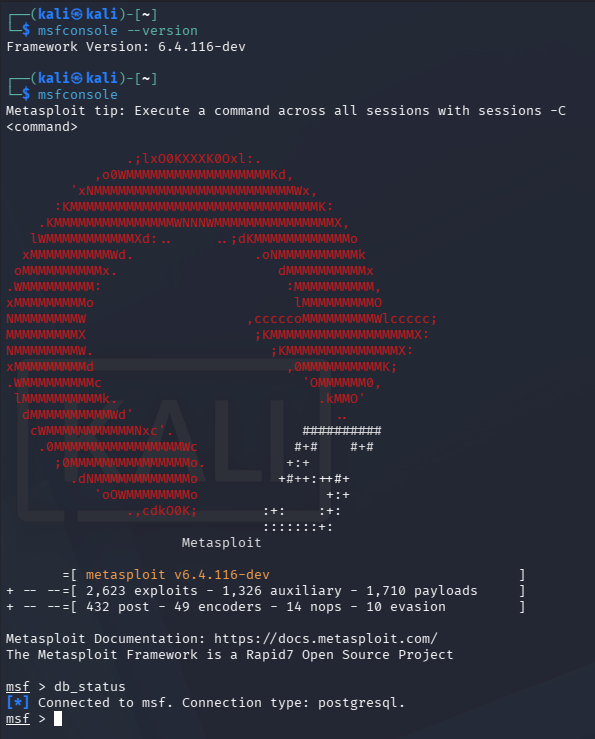 ┌──(kali㉿kali)-[~]
└─$ msfconsole --version
Framework Version: 6.4.116-dev
┌──(kali㉿kali)-[~]
└─$ msfconsole
Metasploit tip: Execute a command across all sessions with sessions -C
<command>
.;lxO0KXXXK0Oxl:.
,o0WMMMMMMMMMMMMMMMMMMKd,
'xNMMMMMMMMMMMMMMMMMMMMMMMMMWx,
:KMMMMMMMMMMMMMMMMMMMMMMMMMMMMMMMK:
.KMMMMMMMMMMMMMMMWNNNWMMMMMMMMMMMMMMMX,
lWMMMMMMMMMMMXd:..     ..;dKMMMMMMMMMMMMo
xMMMMMMMMMMWd.               .oNMMMMMMMMMMk
oMMMMMMMMMMx.                    dMMMMMMMMMMx
.WMMMMMMMMM:                       :MMMMMMMMMM,
xMMMMMMMMMo                         lMMMMMMMMMO
NMMMMMMMMW                    ,cccccoMMMMMMMMMWlccccc;
MMMMMMMMMX                     ;KMMMMMMMMMMMMMMMMMMX:
NMMMMMMMMW.                      ;KMMMMMMMMMMMMMMX:
xMMMMMMMMMd                        ,0MMMMMMMMMMK;
.WMMMMMMMMMc                         'OMMMMMM0,
lMMMMMMMMMMk.                         .kMMO'
dMMMMMMMMMMWd'                         ..
cWMMMMMMMMMMMNxc'.                ##########
.0MMMMMMMMMMMMMMMMWc            #+#    #+#
;0MMMMMMMMMMMMMMMo.          +:+
.dNMMMMMMMMMMMMo          +#++:++#+
'oOWMMMMMMMMo                +:+
.,cdkO0K;        :+:    :+:
:::::::+:
Metasploit
=[ metasploit v6.4.116-dev                               ]
+ -- --=[ 2,623 exploits - 1,326 auxiliary - 1,710 payloads     ]
+ -- --=[ 432 post - 49 encoders - 14 nops - 10 evasion         ]
Metasploit Documentation: https://docs.metasploit.com/
The Metasploit Framework is a Rapid7 Open Source Project
msf > db_status
[*] Connected to msf. Connection type: postgresql.
msf >
KALI